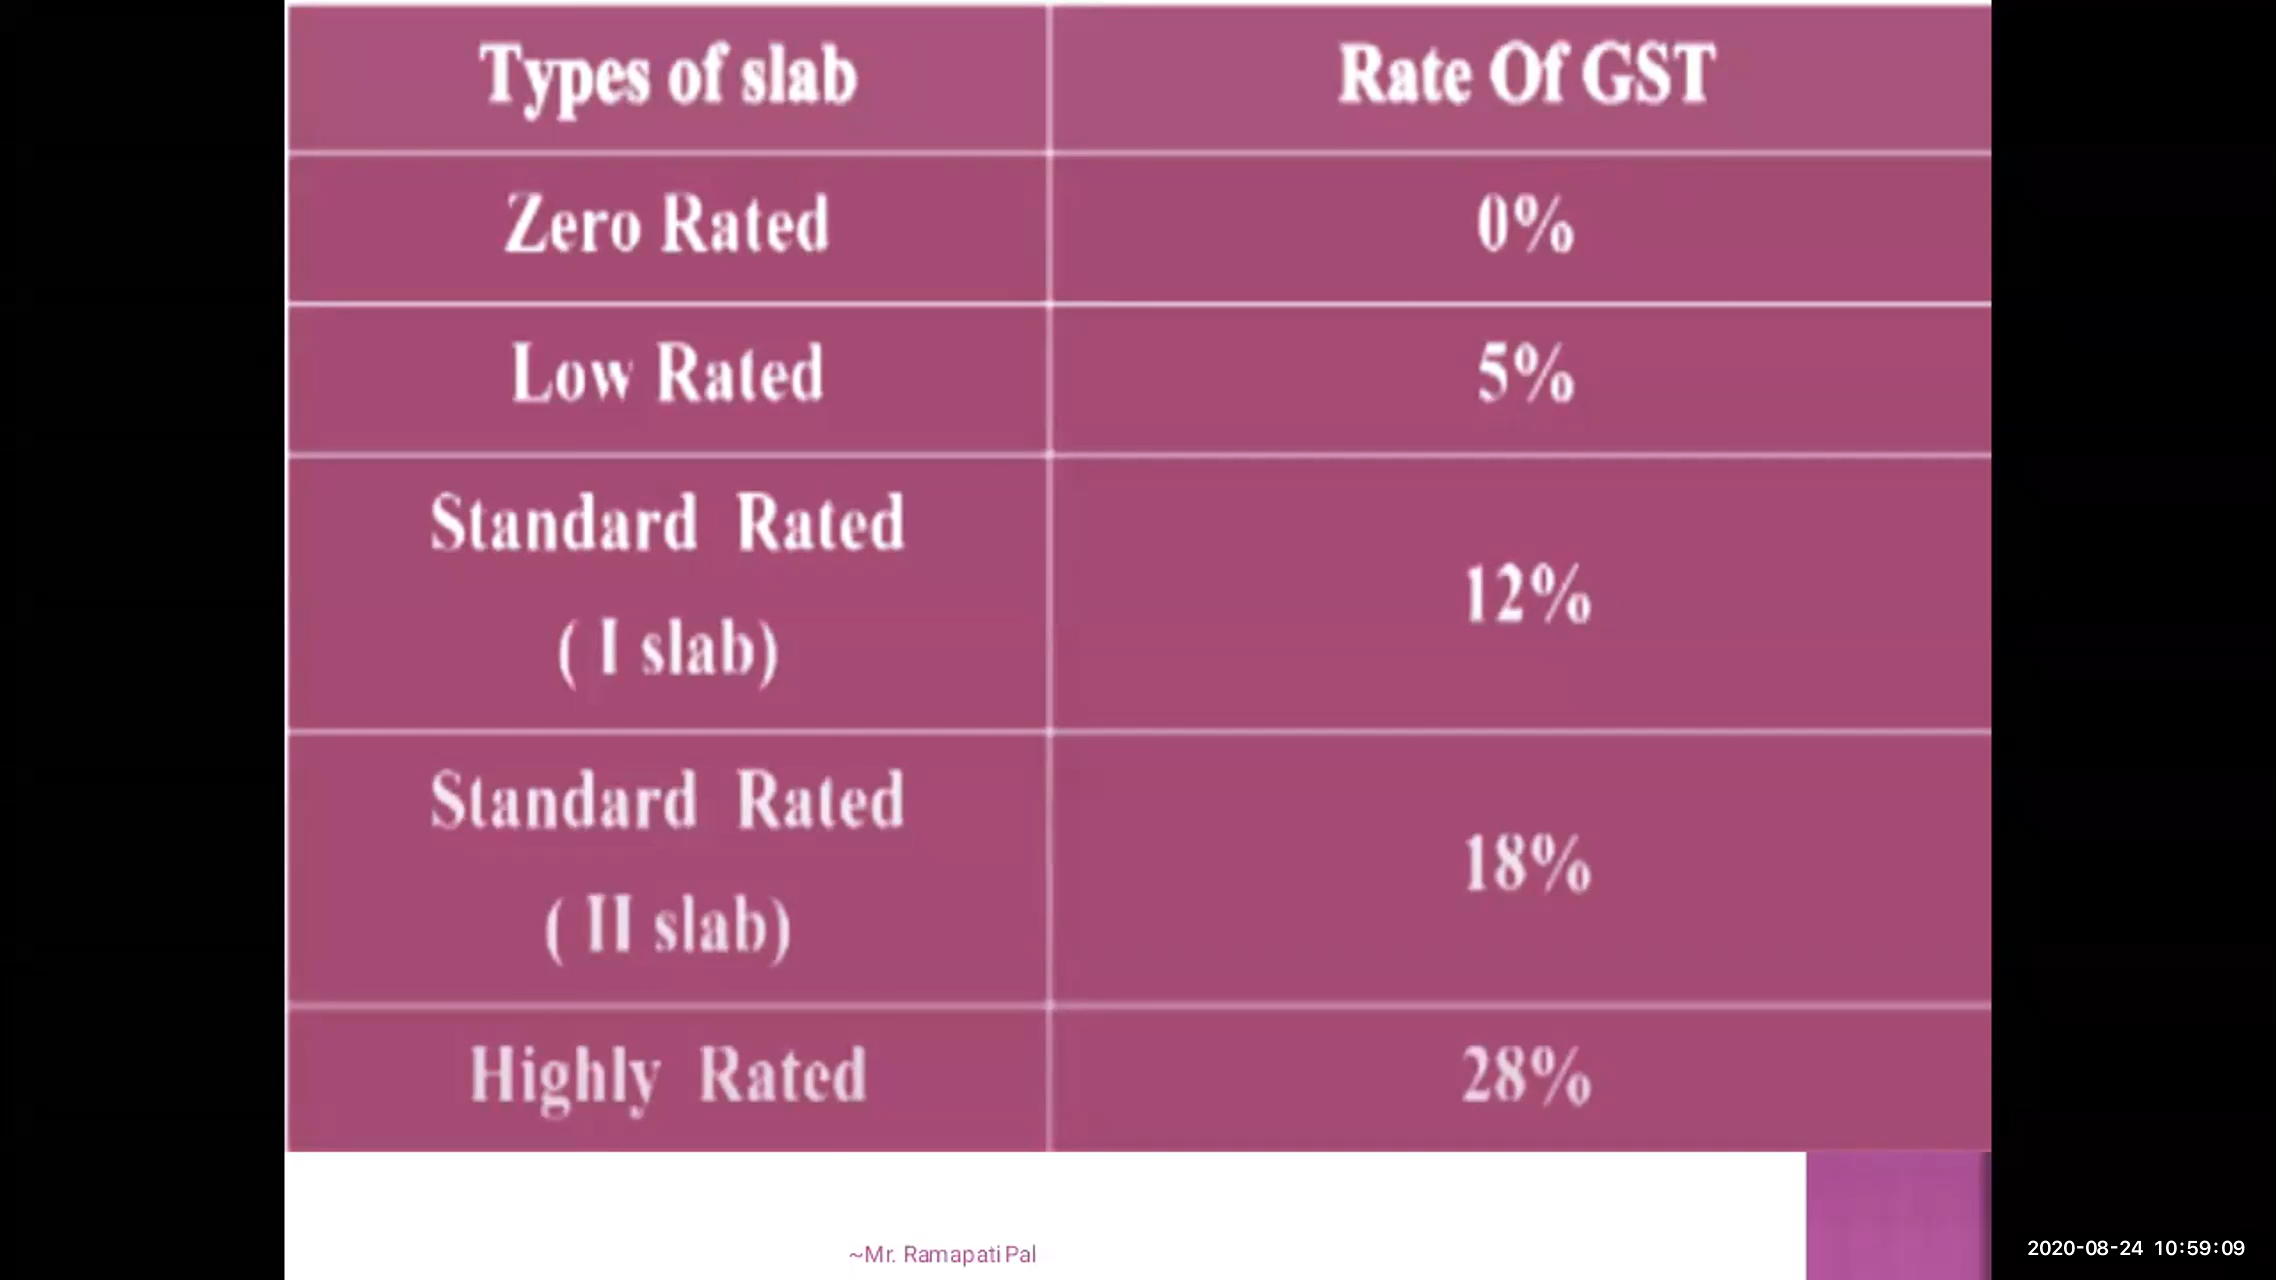 Types of slab Rate Of GST
Zero Rated 0%
Low Rated 5%
Standard Rated
( I slab)
12%
Standard Rated
( II slab)
18%
Highly Rated 28%
~Mr. Ramapati Pal
2020-08-24 10:59:09